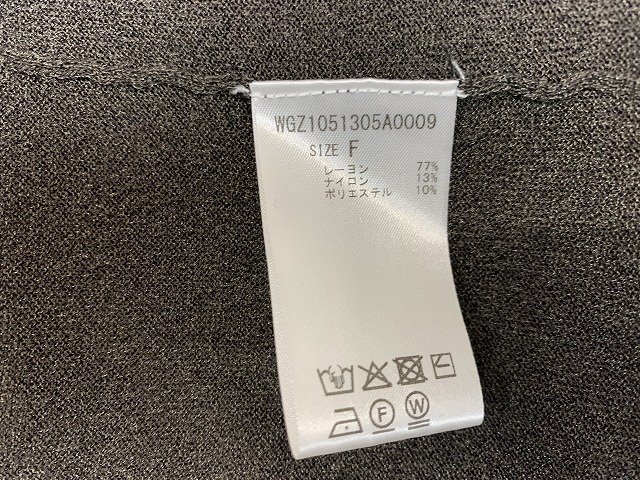 WGZ1051305A0009
SIZE F
レーヨン 77%
ナイロン 13%
ポリエステル 10%
F W